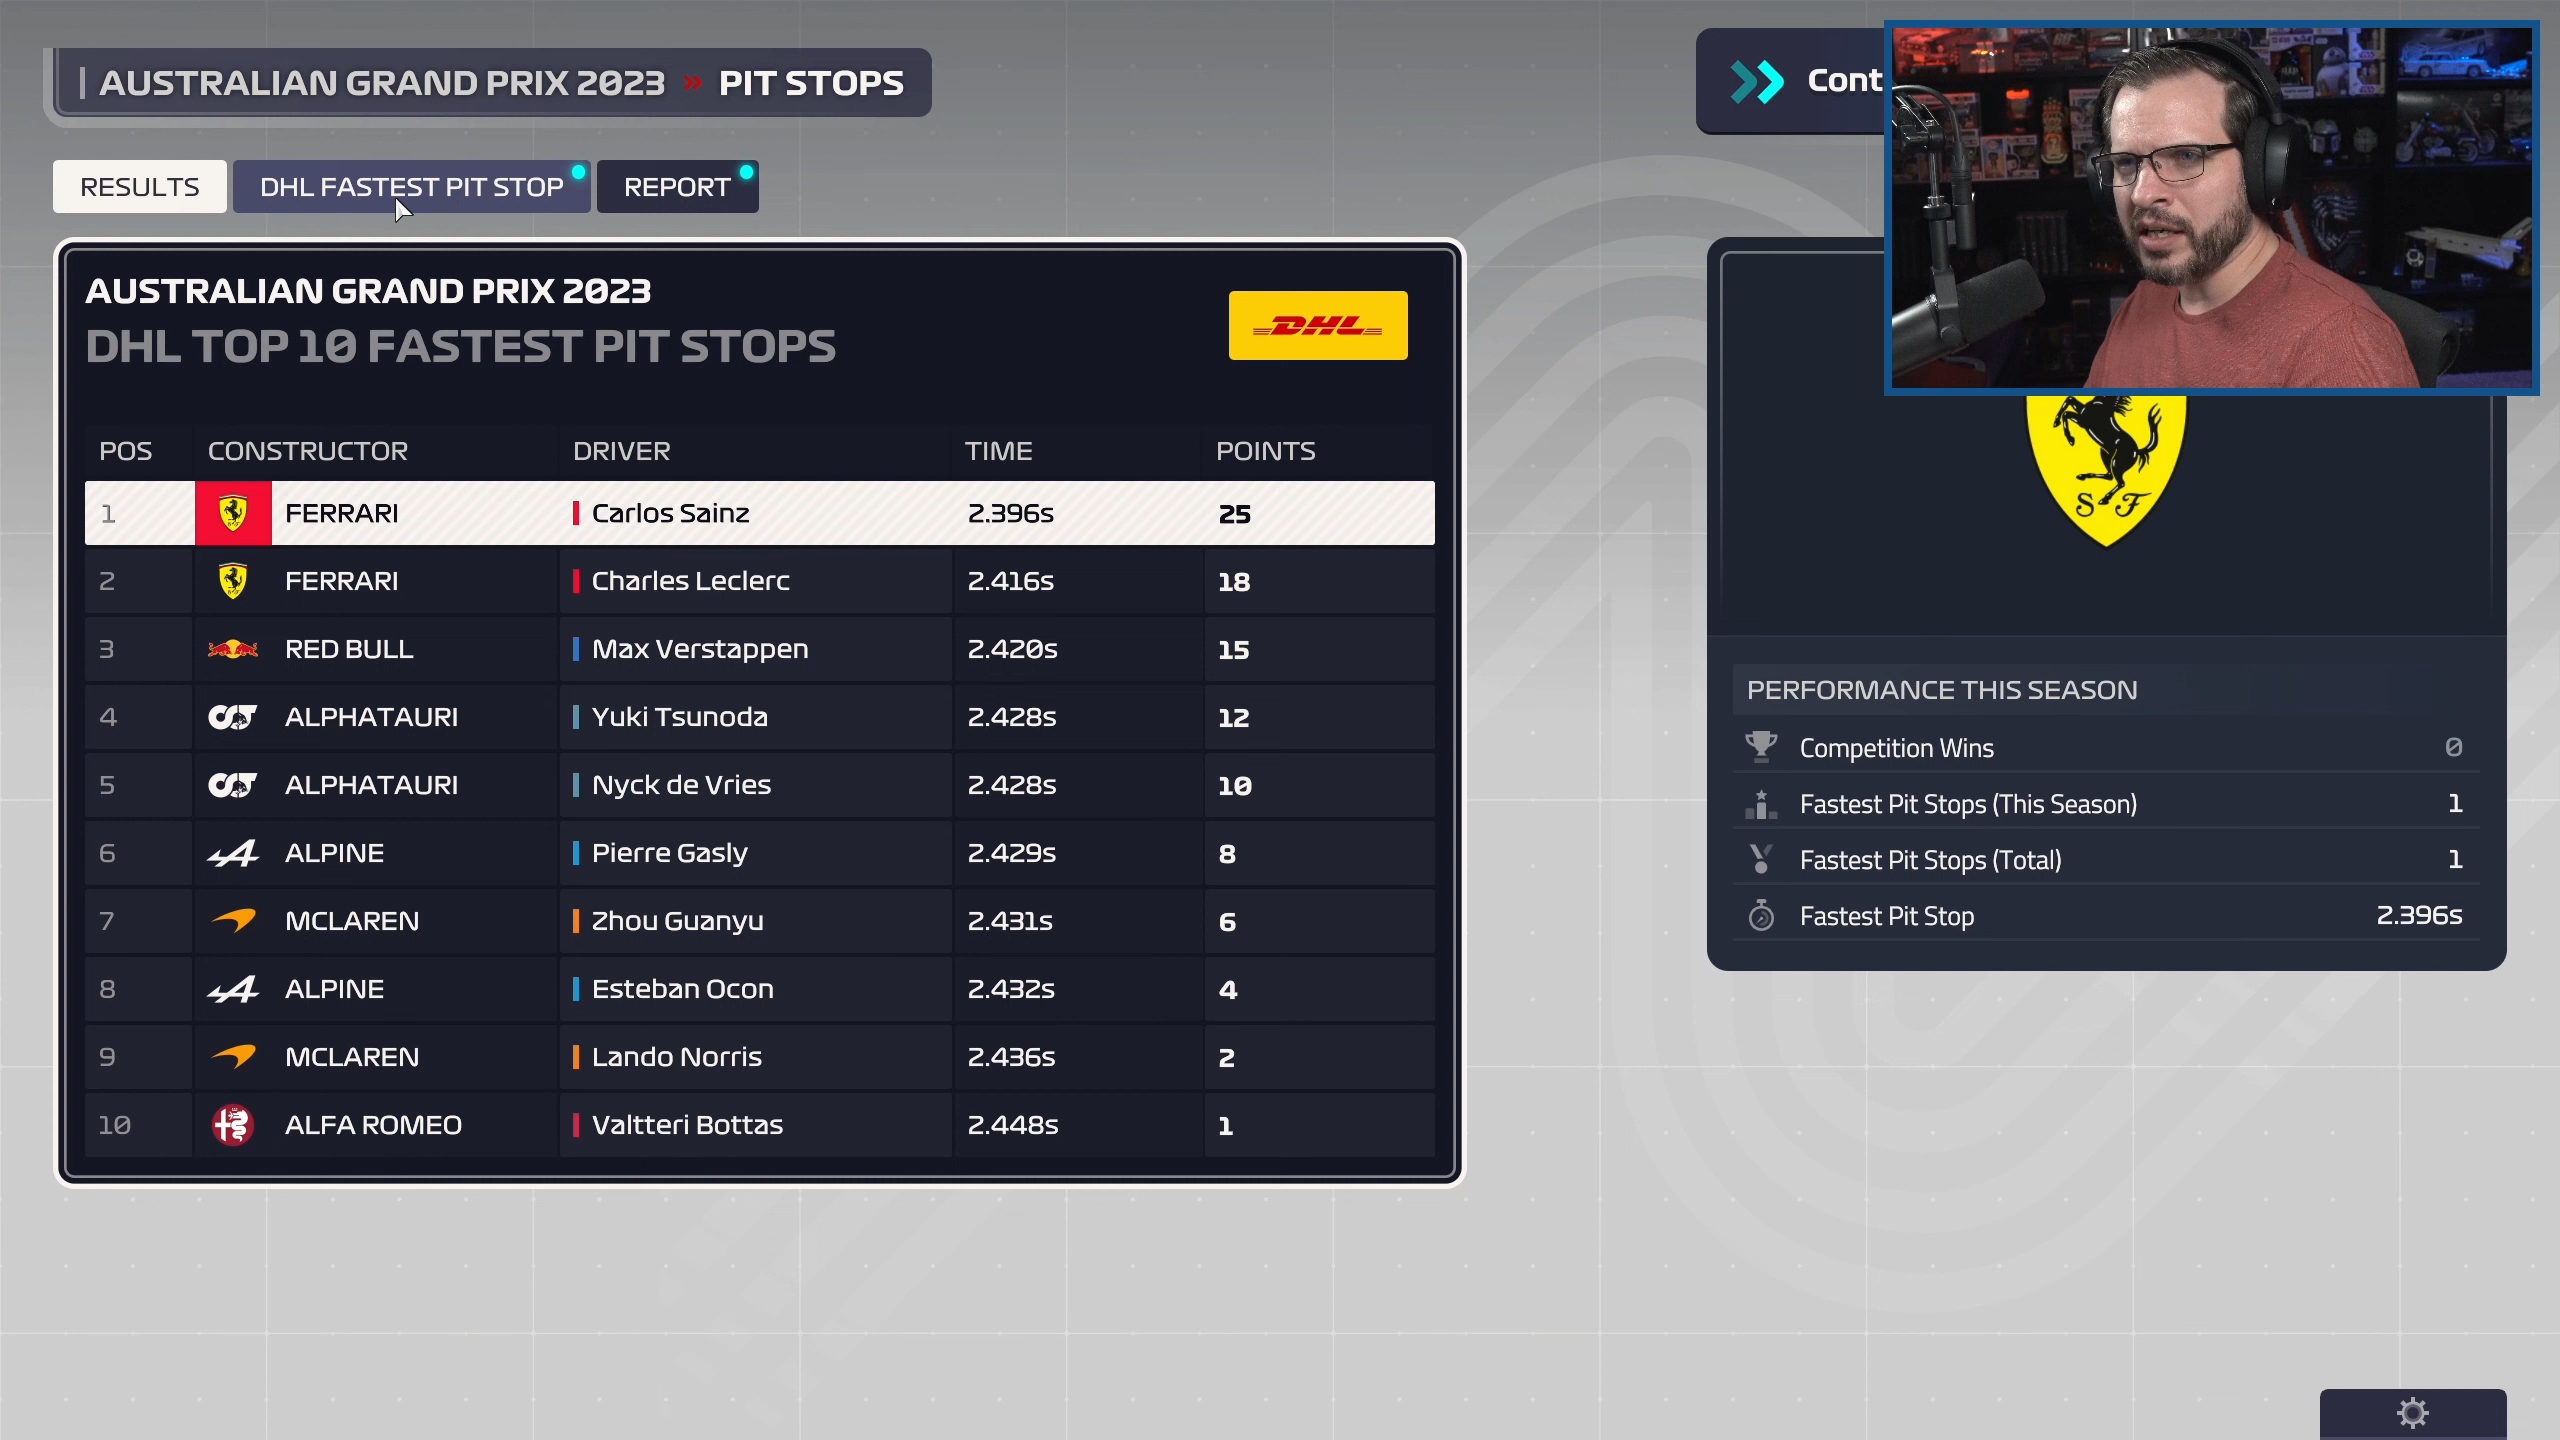 AUSTRALIAN GRAND PRIX 2023 » PIT STOPS
Cont
RESULTS DHL FASTEST PIT STOP REPORT
AUSTRALIAN GRAND PRIX 2023
DHL TOP 10 FASTEST PIT STOPS
DHL
POS CONSTRUCTOR DRIVER TIME POINTS
1 FERRARI Carlos Sainz 2.396s 25
2 FERRARI Charles Leclerc 2.416s 18
3 RED BULL Max Verstappen 2.420s 15
4 ALPHATAURI Yuki Tsunoda 2.428s 12
5 ALPHATAURI Nyck de Vries 2.428s 10
6 ALPINE Pierre Gasly 2.429s 8
7 MCLAREN Zhou Guanyu 2.431s 6
8 ALPINE Esteban Ocon 2.432s 4
9 MCLAREN Lando Norris 2.436s 2
10 ALFA ROMEO Valtteri Bottas 2.448s 1
S F
PERFORMANCE THIS SEASON
Competition Wins 0
Fastest Pit Stops (This Season) 1
Fastest Pit Stops (Total) 1
Fastest Pit Stop 2.396s